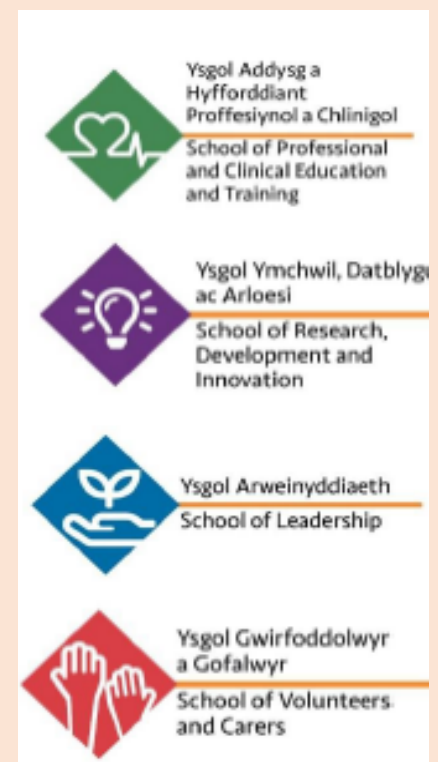 Ysgol Addysg a
Hyfforddiant
Proffesiynol a Chlinigol
School of Professional
and Clinical Education
and Training
Ysgol Ymchwil, Datblygu
ac Arloesi
School of Research,
Development and
Innovation
Ysgol Arweinyddiaeth
School of Leadership
Ysgol Gwirfoddolwyr
a Gofalwyr
School of Volunteers
and Carers